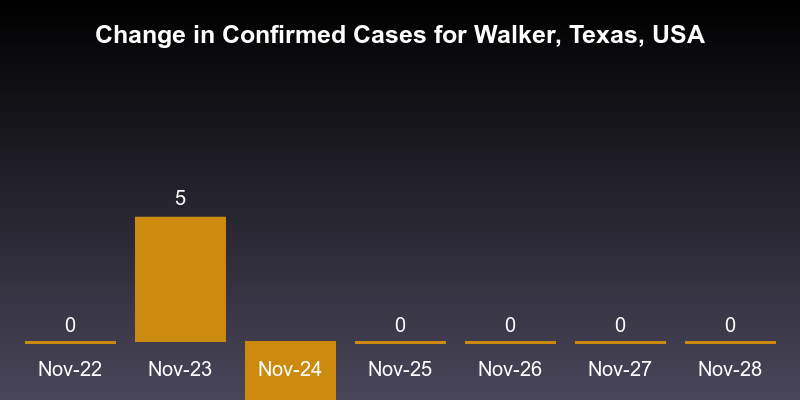 Change in Confirmed Cases for Walker, Texas, USA
5
0 0 0 0 0
Nov-22 Nov-23 Nov-24 Nov-25 Nov-26 Nov-27 Nov-28